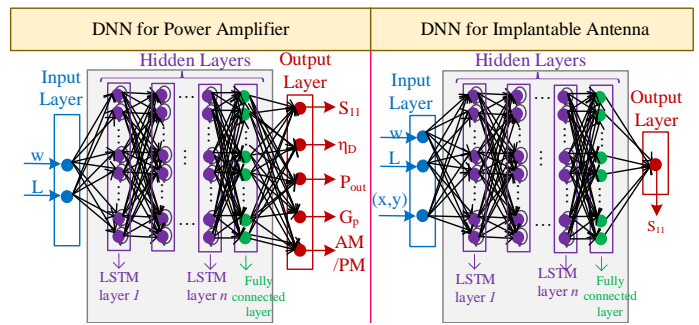 DNN for Power Amplifier
Hidden Layers
Input
Layer
Output
Layer
...
...
w
L
S11
ηD
Pout
Gp
AM
/PM
LSTM
layer 1
LSTM
layer n
Fully
connected
layer
DNN for Implantable Antenna
Hidden Layers
Input
Layer
Output
Layer
...
...
w
L
(x,y)
S11
LSTM
layer 1
LSTM
layer n
Fully
connected
layer